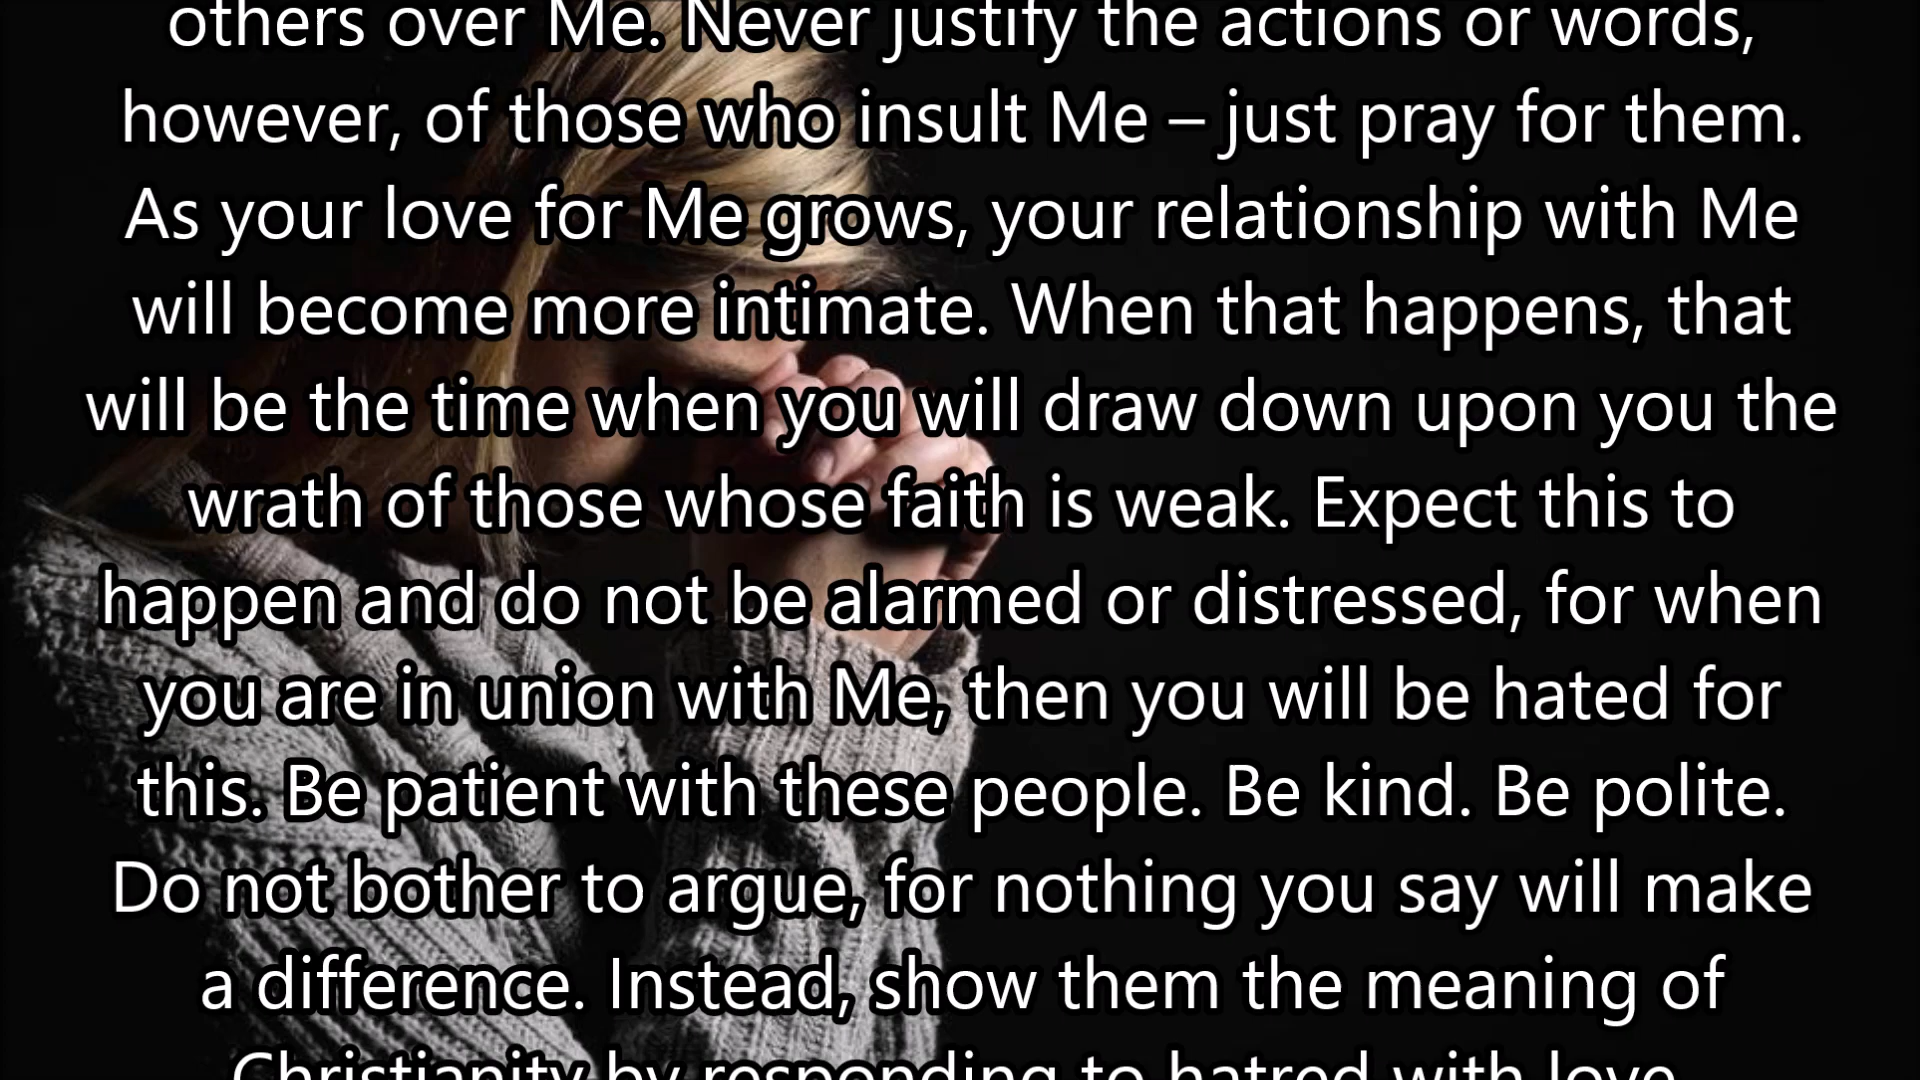 others over Me. Never justify the actions or words,
however, of those who insult Me – just pray for them.
As your love for Me grows, your relationship with Me
will become more intimate. When that happens, that
will be the time when you will draw down upon you the
wrath of those whose faith is weak. Expect this to
happen and do not be alarmed or distressed, for when
you are in union with Me, then you will be hated for
this. Be patient with these people. Be kind. Be polite.
Do not bother to argue, for nothing you say will make
a difference. Instead, show them the meaning of
Christianity by responding to hatred with love